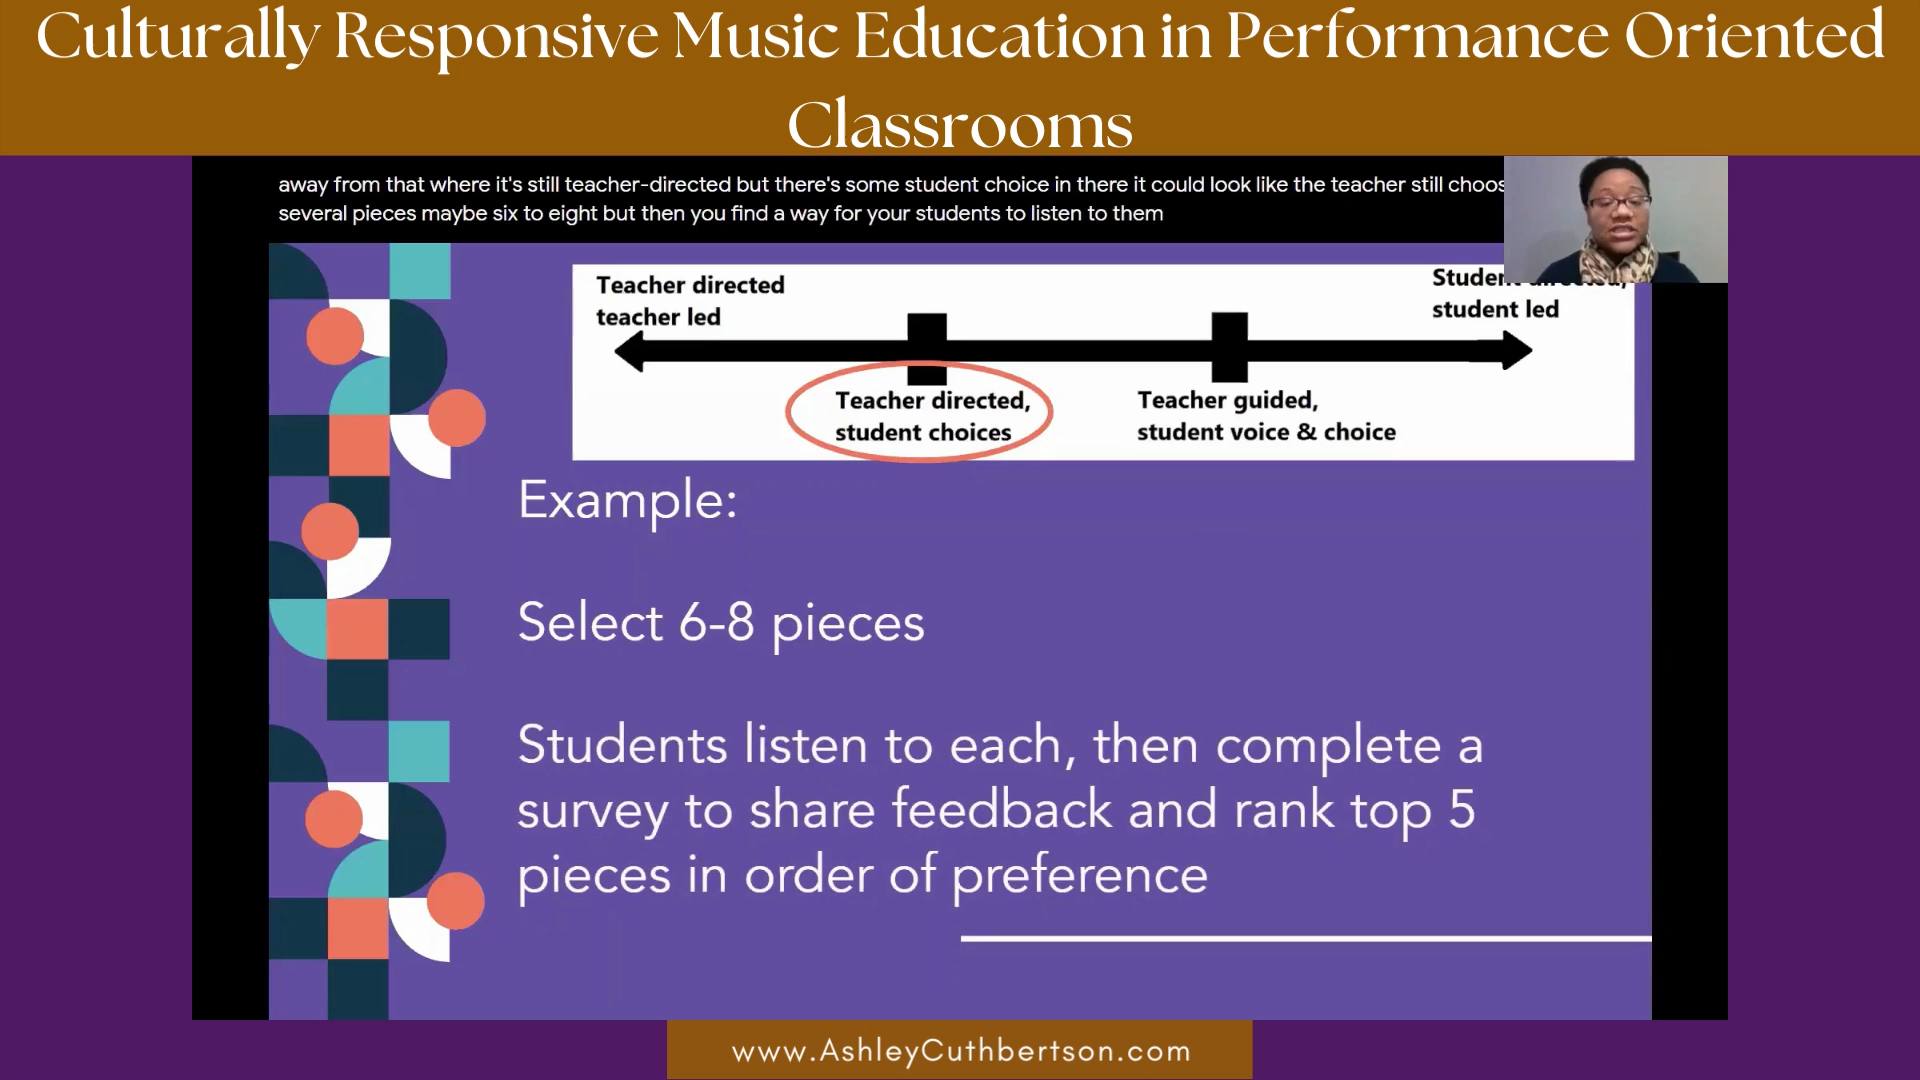 Culturally Responsive Music Education in Performance Oriented
Classrooms
away from that where it's still teacher-directed but there's some student choice in there it could look like the teacher still
several pieces maybe six to eight but then you find a way for your students to listen to them
Teacher directed
teacher led
Student
student led
Teacher directed,
student choices
Teacher guided,
student voice & choice
Example:
Select 6-8 pieces
Students listen to each, then complete a
survey to share feedback and rank top 5
pieces in order of preference
www.AshleyCuthbertson.com